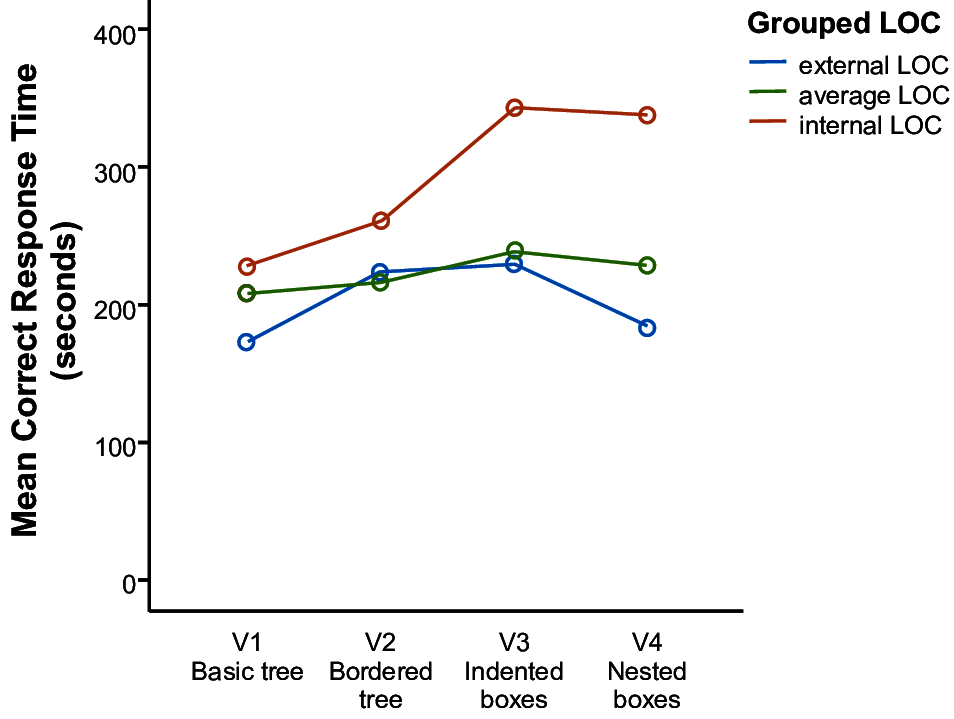 Grouped LOC
external LOC
average LOC
internal LOC
Mean Correct Response Time
(seconds)
400
300
200
100
0
V1
Basic tree
V2
Bordered
tree
V3
Indented
boxes
V4
Nested
boxes